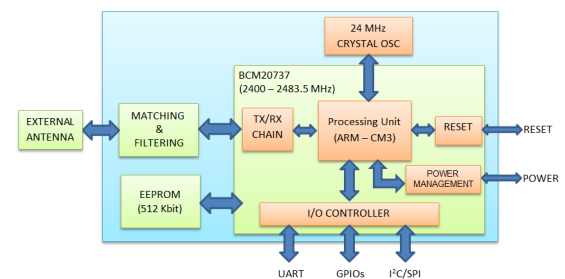 24 MHz
CRYSTAL OSC
BCM20737
(2400 – 2483.5 MHz)
EXTERNAL
ANTENNA
MATCHING
&
FILTERING
TX/RX
CHAIN
Processing Unit
(ARM – CM3)
RESET
RESET
EEPROM
(512 Kbit)
POWER
MANAGEMENT
POWER
I/O CONTROLLER
UART
GPIOs
I²C/SPI